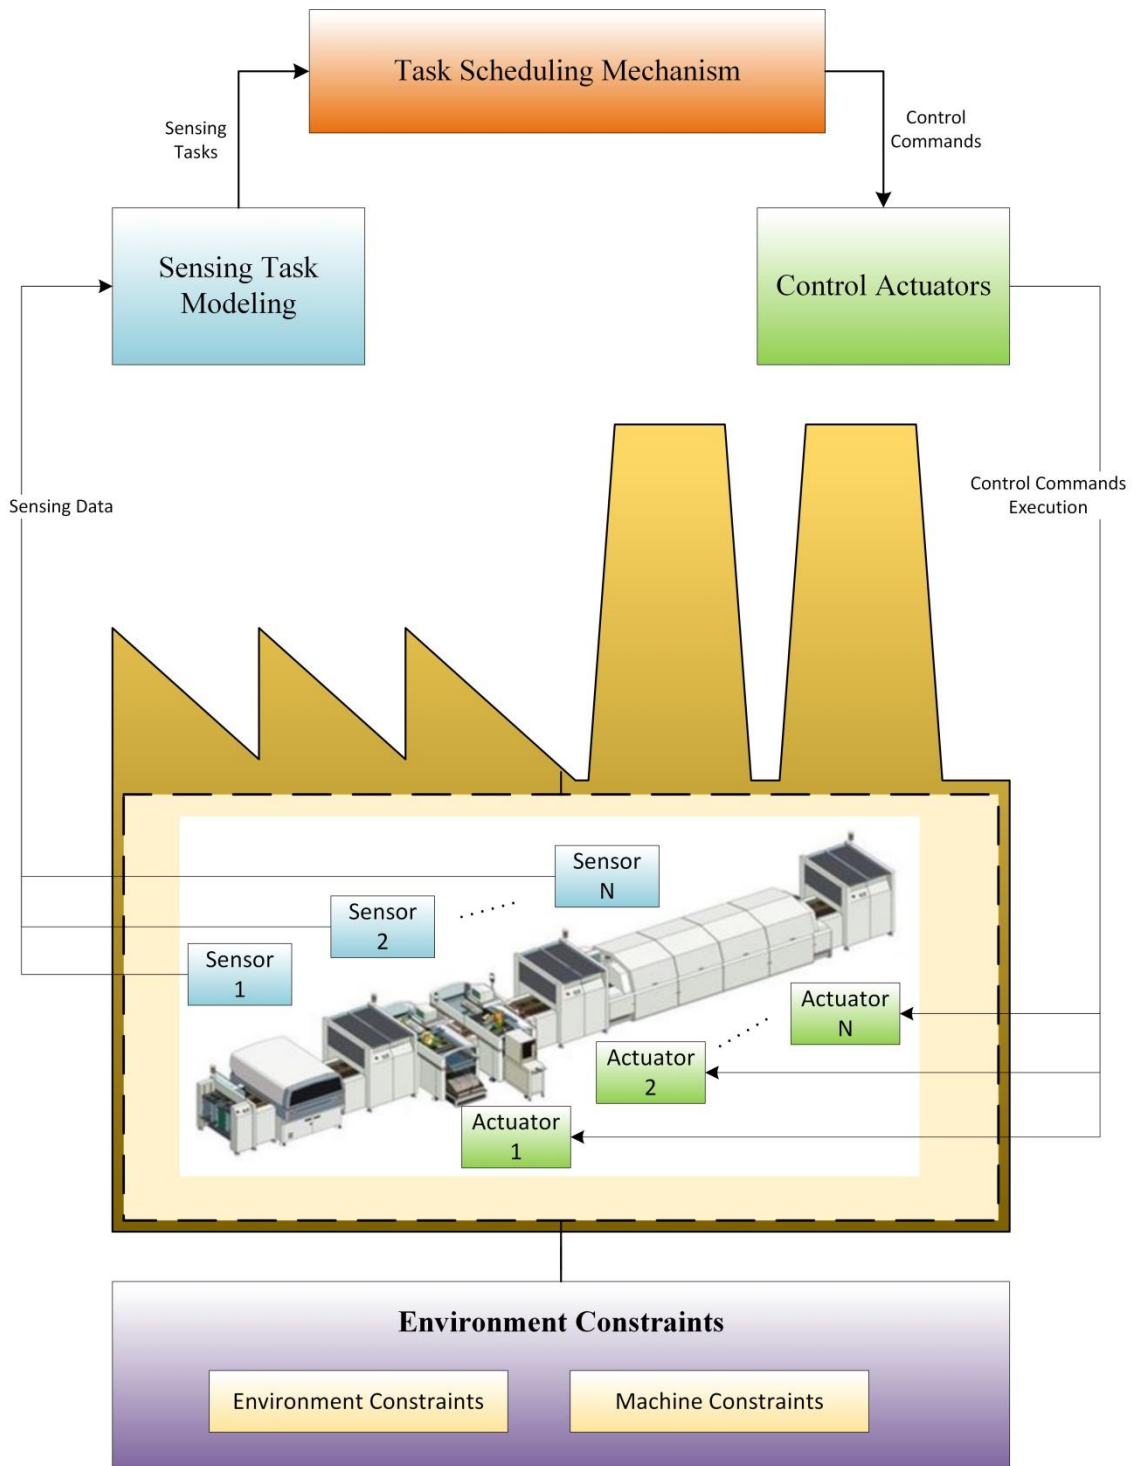 Task Scheduling Mechanism
Sensing
Tasks
Control
Commands
Sensing Task
Modeling
Control Actuators
Sensing Data
Control Commands
Execution
Sensor
N
Sensor
2
Sensor
1
Actuator
N
Actuator
2
Actuator
1
Environment Constraints
Environment Constraints
Machine Constraints